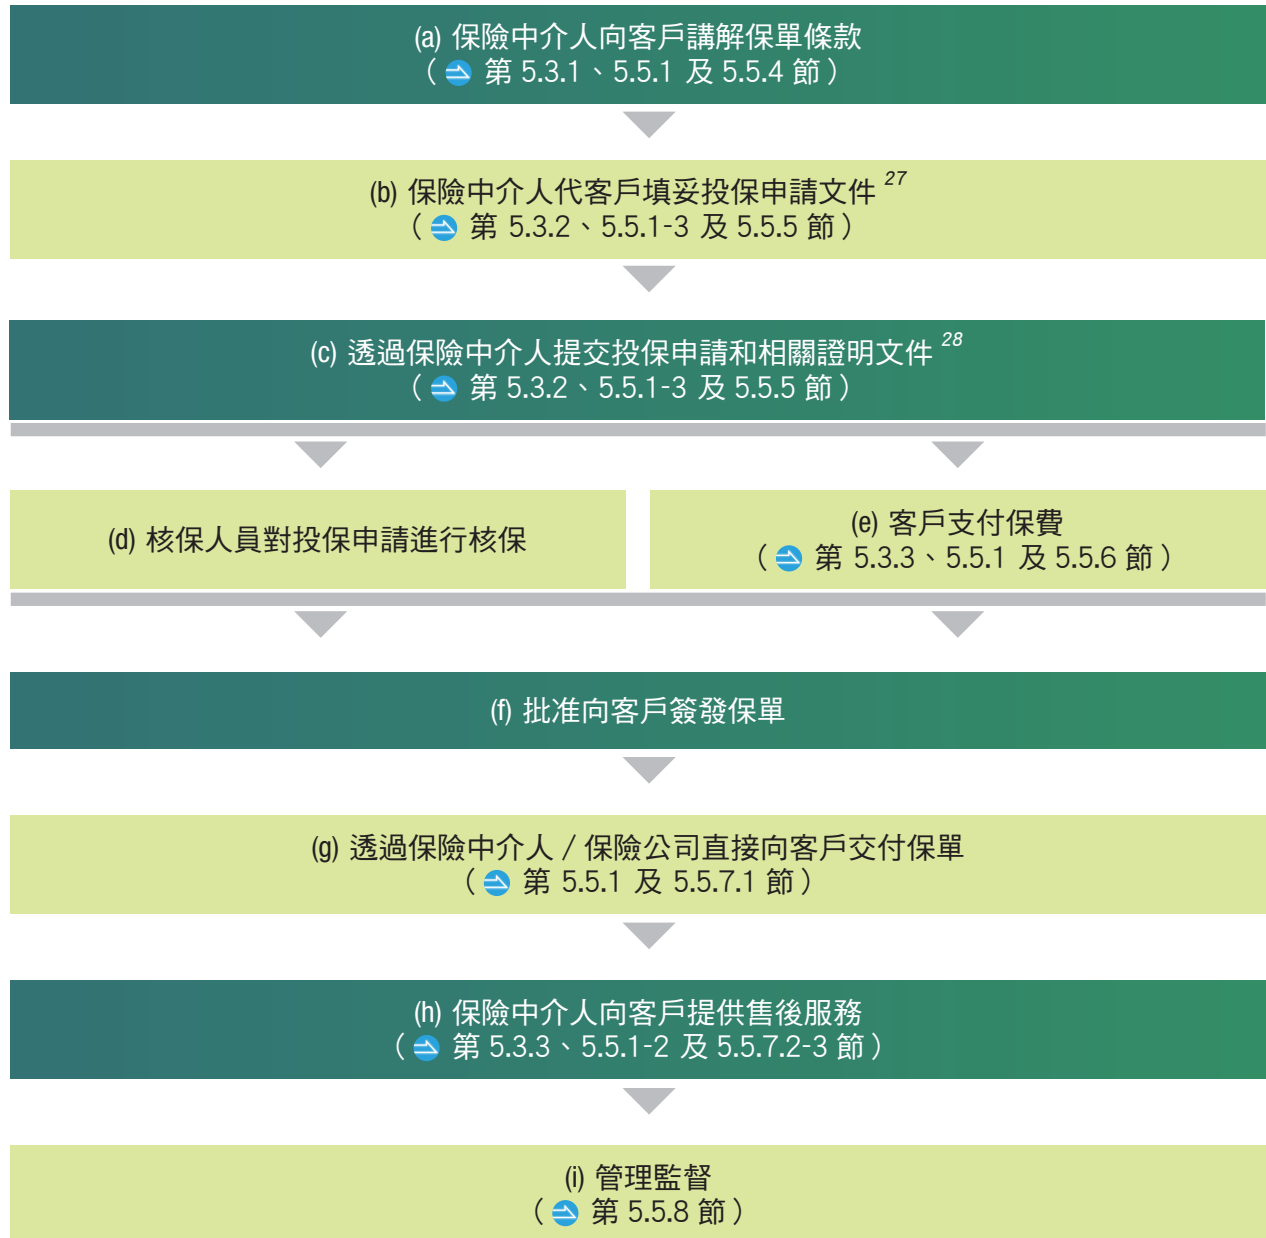 (a) 保險中介人向客戶講解保單條款
（ 第 5.3.1、5.5.1 及 5.5.4 節）
(b) 保險中介人代客戶填妥投保申請文件 27
（ 第 5.3.2、5.5.1-3 及 5.5.5 節）
(c) 透過保險中介人提交投保申請和相關證明文件 28
（ 第 5.3.2、5.5.1-3 及 5.5.5 節）
(d) 核保人員對投保申請進行核保
(e) 客戶支付保費
（ 第 5.3.3、5.5.1 及 5.5.6 節）
(f) 批准向客戶簽發保單
(g) 透過保險中介人 / 保險公司直接向客戶交付保單
（ 第 5.5.1 及 5.5.7.1 節）
(h) 保險中介人向客戶提供售後服務
（ 第 5.3.3、5.5.1-2 及 5.5.7.2-3 節）
(i) 管理監督
（ 第 5.5.8 節）